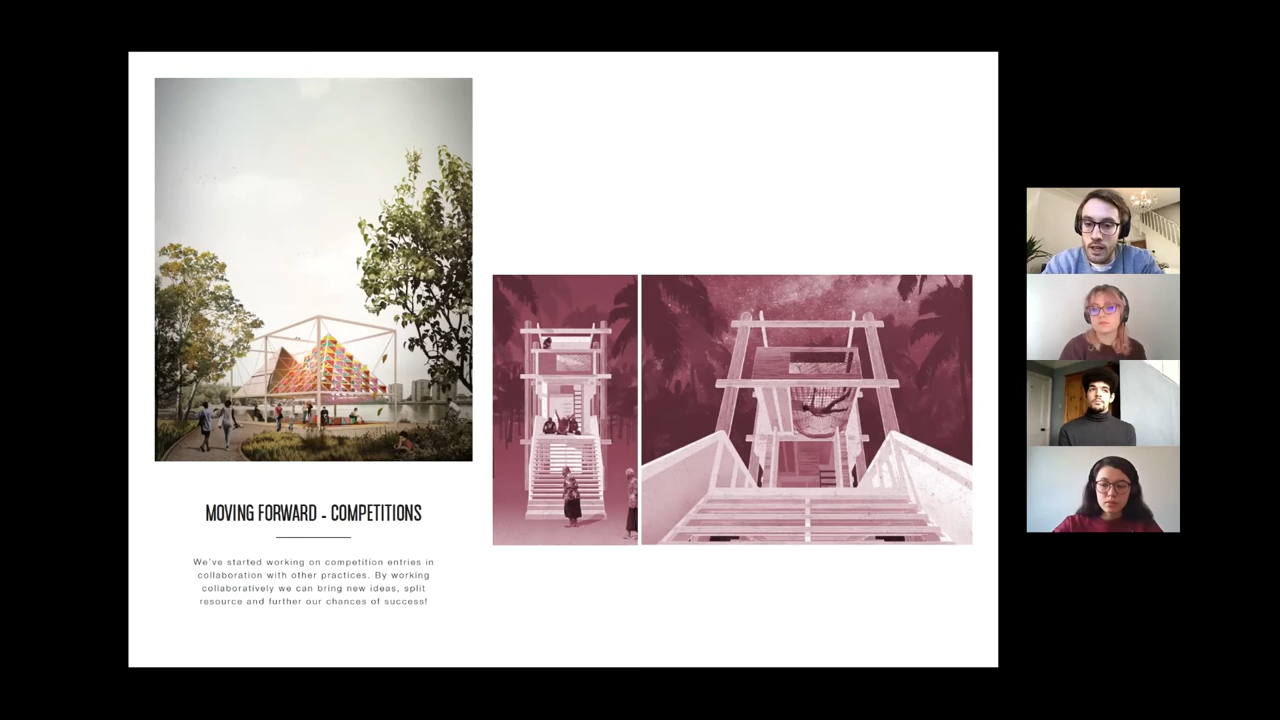 MOVING FORWARD - COMPETITIONS
We've started working on competition entries in
collaboration with other practices. By working
collaboratively we can bring new ideas, split
resource and further our chances of success!